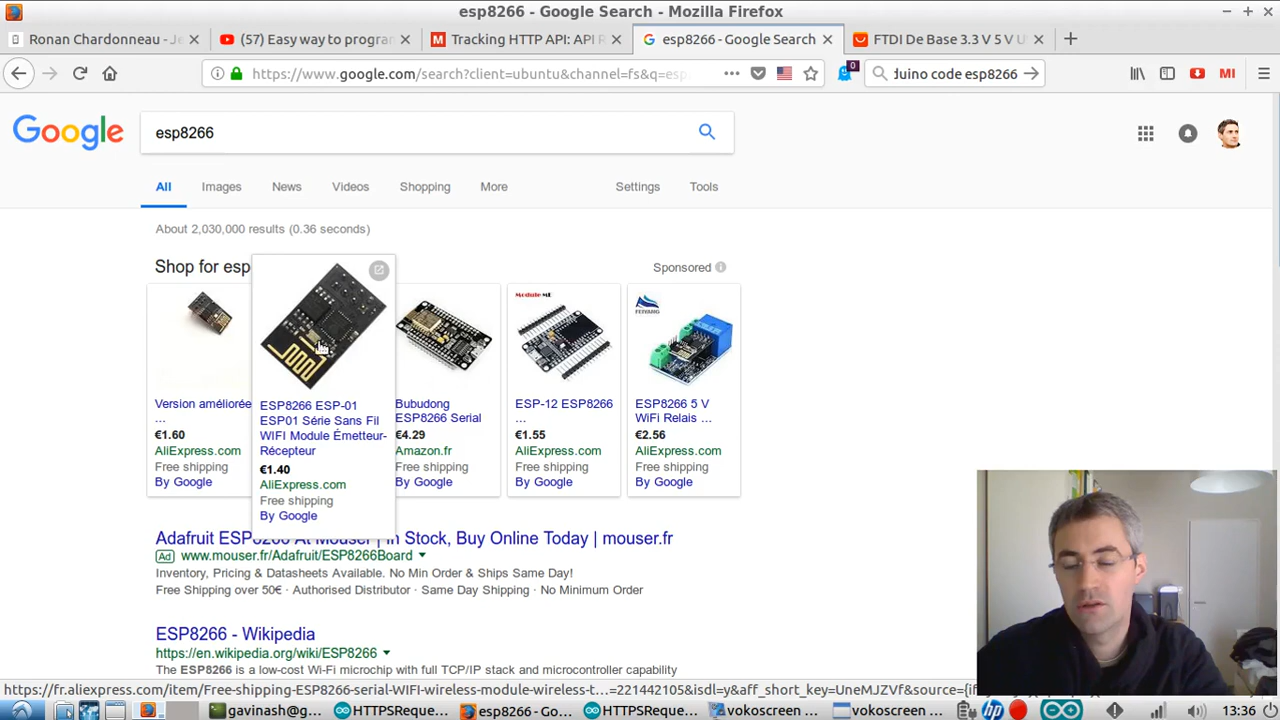 esp8266 - Google Search - Mozilla Firefox
Ronan Chardonneau - Je
(57) Easy way to progran
Tracking HTTP API: API R
esp8266 - Google Search
FTDI De Base 3.3 V 5 V U
https://www.google.com/search?client=ubuntu&channel=fs&q=esp
0
duino code esp8266
MI
Google
esp8266
All
Images
News
Videos
Shopping
More
Settings
Tools
About 2,030,000 results (0.36 seconds)
Shop for esp
Sponsored
Version améliorée
...
€1.60
AliExpress.com
Free shipping
By Google
ESP8266 ESP-01
ESP01 Série Sans Fil
WIFI Module Émetteur-
Récepteur
€1.40
AliExpress.com
Free shipping
By Google
Bubudong
ESP8266 Serial
€4.29
Amazon.fr
Free shipping
By Google
ESP-12 ESP8266
...
€1.55
AliExpress.com
Free shipping
By Google
FEIYANG
ESP8266 5 V
WiFi Relais ...
€2.56
AliExpress.com
Free shipping
By Google
Adafruit ESP8266 At Mouser | In Stock, Buy Online Today | mouser.fr
Ad www.mouser.fr/Adafruit/ESP8266Board
Inventory, Pricing & Datasheets Available. No Min Order & Ships Same Day!
Free Shipping over 50€ · Authorised Distributor · Same Day Shipping · No Minimum Order
ESP8266 - Wikipedia
https://en.wikipedia.org/wiki/ESP8266
The ESP8266 is a low-cost Wi-Fi microchip with full TCP/IP stack and microcontroller capability
https://fr.aliexpress.com/item/Free-shipping-ESP8266-serial-WIFI-wireless-module-wireless-t...=221442105&isdl=y&aff_short_key=UneMJZVf&source={if
gavinash@g...
HTTPSReque...
esp8266 - Go...
HTTPSReque...
vokoscreen ...
vokoscreen ...
hp
13:36